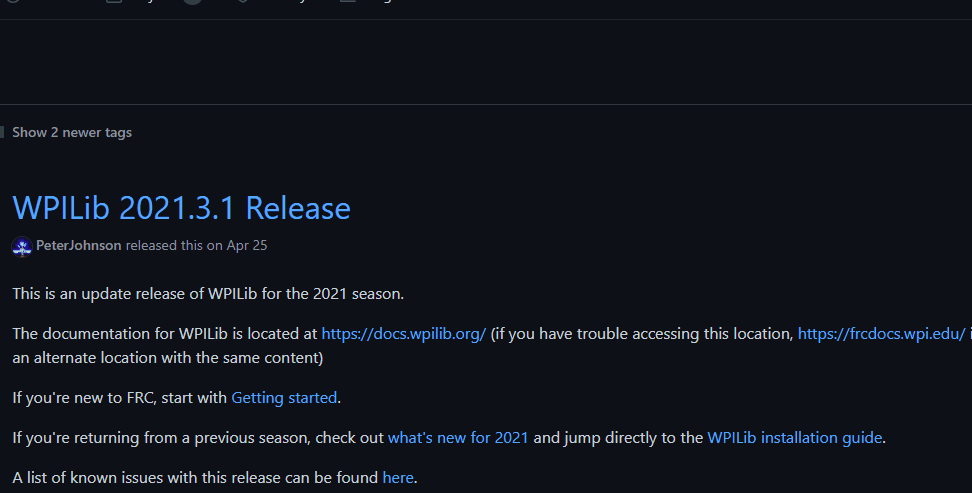 Show 2 newer tags
WPILib 2021.3.1 Release
PeterJohnson released this on Apr 25
This is an update release of WPILib for the 2021 season.
The documentation for WPILib is located at https://docs.wpilib.org/ (if you have trouble accessing this location, https://frcdocs.wpi.edu/
an alternate location with the same content)
If you're new to FRC, start with Getting started.
If you're returning from a previous season, check out what's new for 2021 and jump directly to the WPILib installation guide.
A list of known issues with this release can be found here.